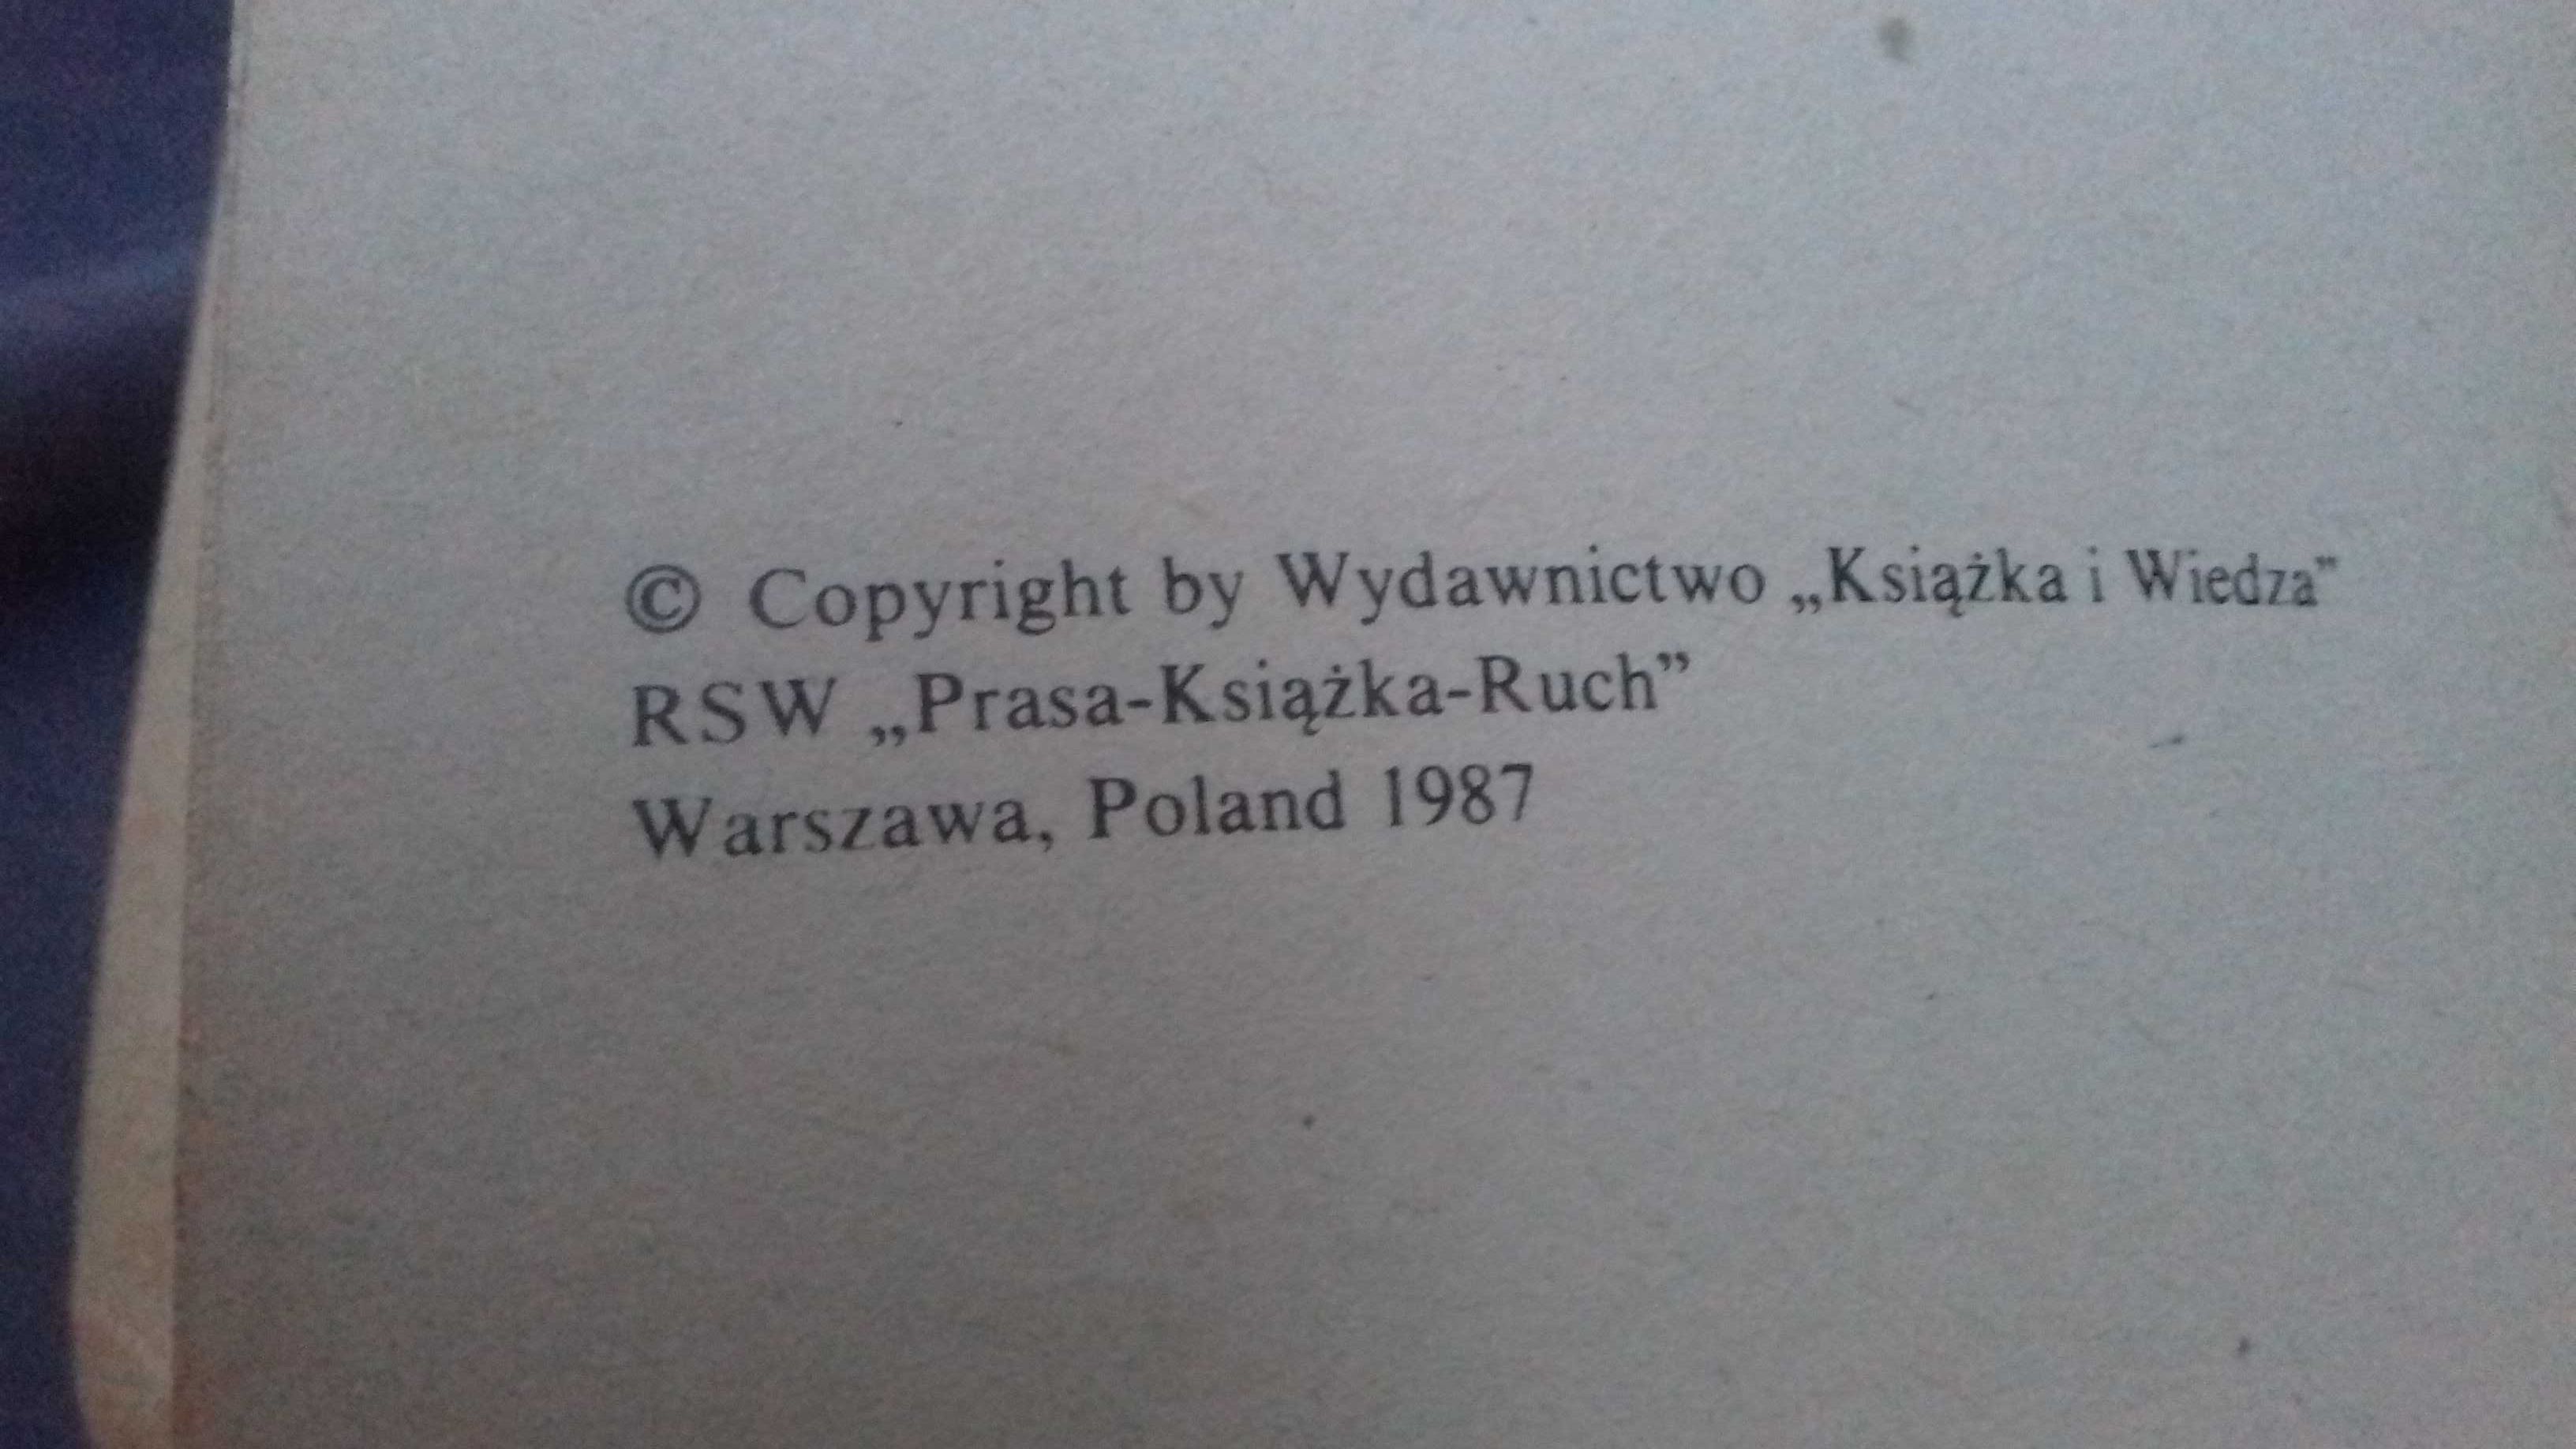 © Copyright by Wydawnictwo „Książka i Wiedza”
RSW „Prasa-Książka-Ruch”
Warszawa, Poland 1987